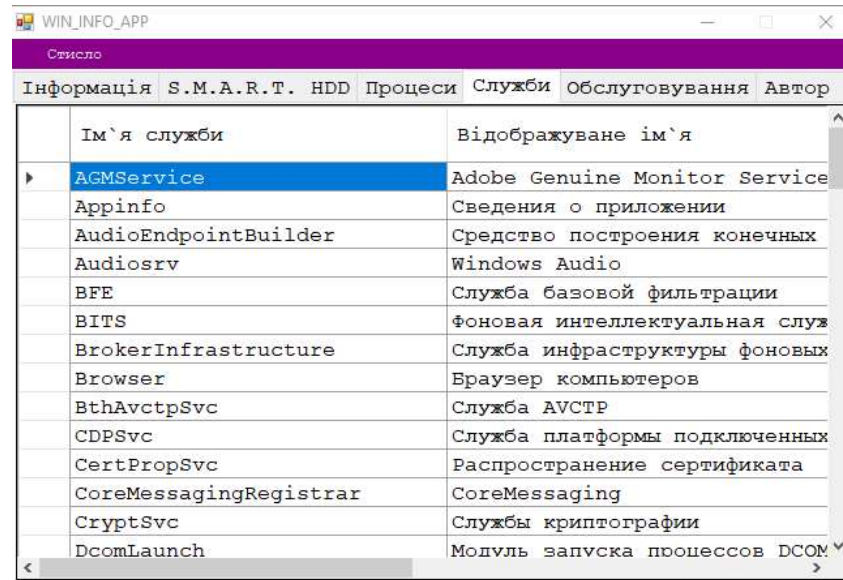 WIN_INFO_APP
Стисло
Інформація S.M.A.R.T. HDD Процеси Служби Обслуговування Автор
Ім`я служби Відображуване ім`я
AGMService Adobe Genuine Monitor Service
Appinfo Сведения о приложении
AudioEndpointBuilder Средство построения конечных
Audiosrv Windows Audio
BFE Служба базовой фильтрации
BITS Фоновая интеллектуальная служ
BrokerInfrastructure Служба инфраструктуры фоновых
Browser Браузер компьютеров
BthAvctpSvc Служба AVCTP
CDPSvc Служба платформы подключенных
CertPropSvc Распространение сертификата
CoreMessagingRegistrar CoreMessaging
CryptSvc Службы криптографии
DcomLaunch Модуль запуска процессов DCOM